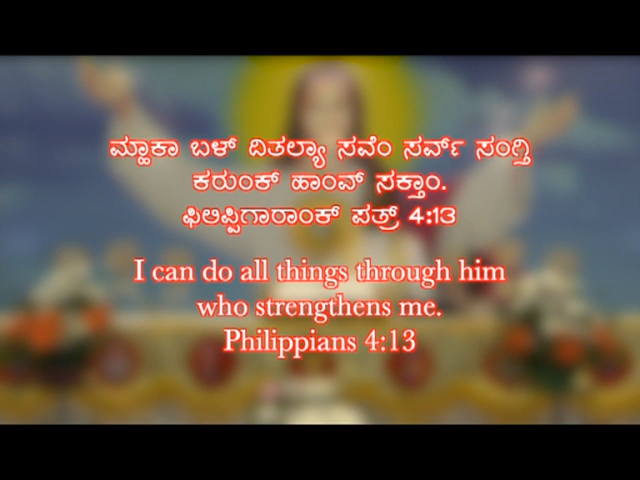 ಮ್ಹಾಕಾ ಬಳ್ ದಿತಲ್ಯಾ ಸವೆಂ ಸರ್ವ್ ಸಂಗ್ತಿ
ಕರುಂಕ್ ಹಾಂವ್ ಸಕ್ತಾಂ.
ಫಿಲಿಪ್ಪಿಗಾರಾಂಕ್ ಪತ್ರ್ 4:13
I can do all things through him
who strengthens me.
Philippians 4:13